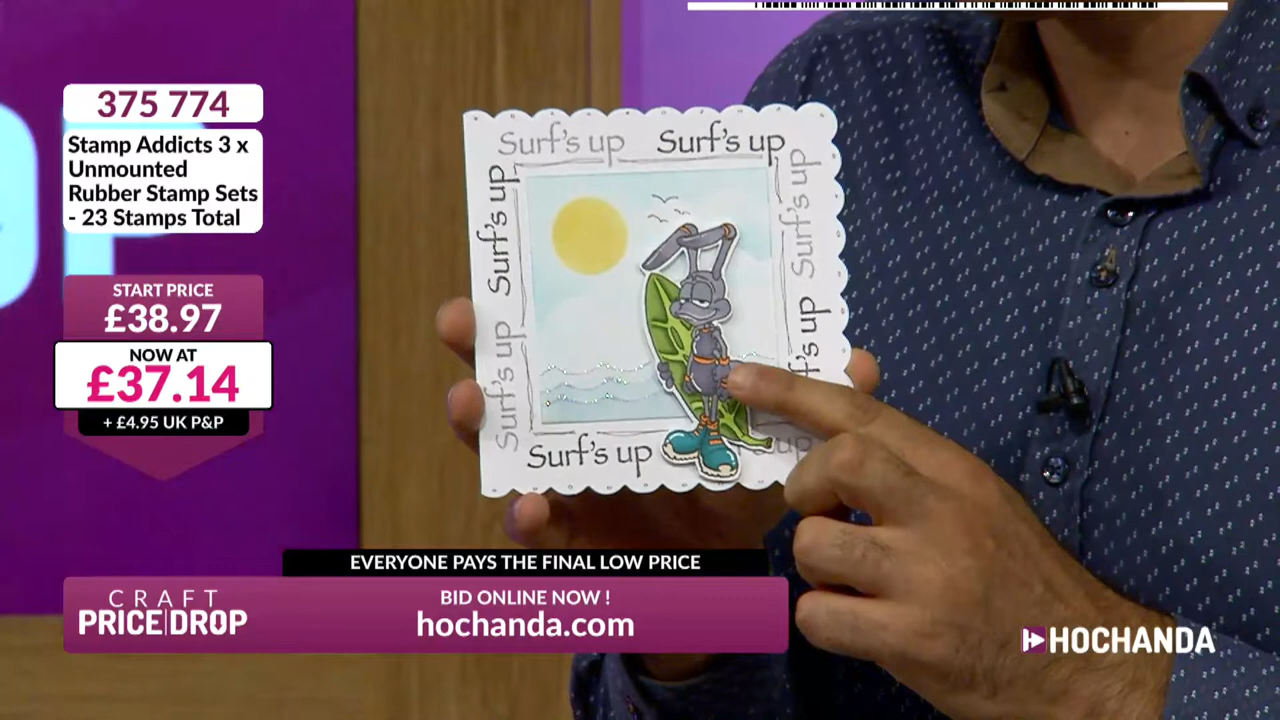 375 774
Stamp Addicts 3 x
Unmounted
Rubber Stamp Sets
- 23 Stamps Total
START PRICE
£38.97
NOW AT
£37.14
+ £4.95 UK P&P
Surf's up Surf's up
Surf's up
Surf's up
Surf's up
f's up
Surf's up
up
EVERYONE PAYS THE FINAL LOW PRICE
CRAFT
PRICE DROP
BID ONLINE NOW !
hochanda.com
HOCHANDA